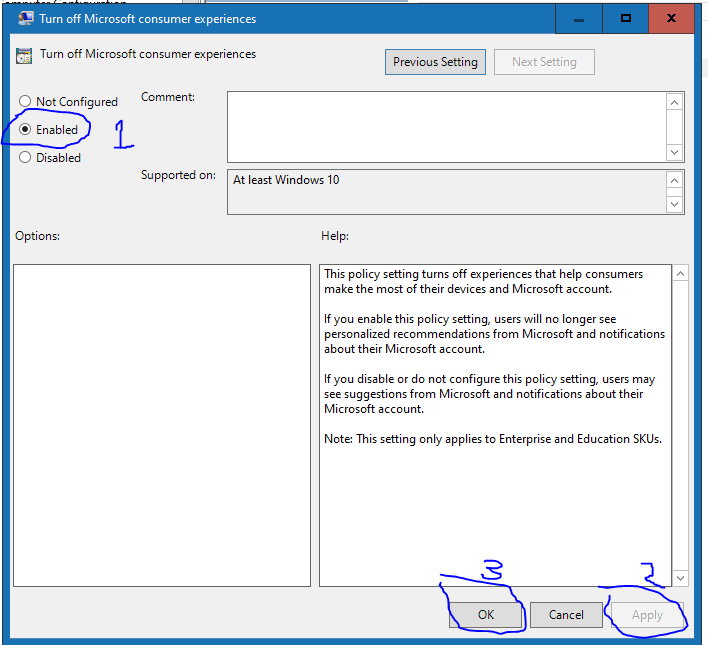 Turn off Microsoft consumer experiences
X
Turn off Microsoft consumer experiences
Previous Setting
Next Setting
Not Configured
Comment:
Enabled
1
Disabled
Supported on:
At least Windows 10
Options:
Help:
This policy setting turns off experiences that help consumers
make the most of their devices and Microsoft account.
If you enable this policy setting, users will no longer see
personalized recommendations from Microsoft and notifications
about their Microsoft account.
If you disable or do not configure this policy setting, users may
see suggestions from Microsoft and notifications about their
Microsoft account.
Note: This setting only applies to Enterprise and Education SKUs.
3
2
OK
Cancel
Apply